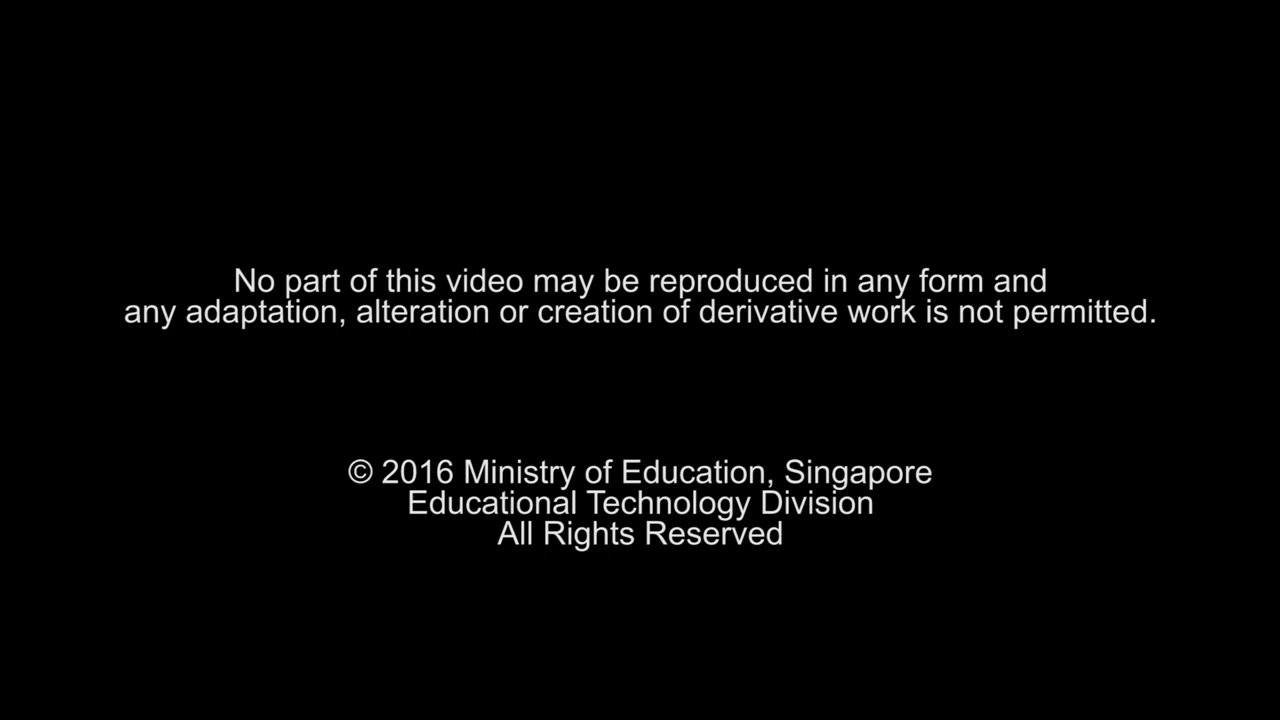 No part of this video may be reproduced in any form and
any adaptation, alteration or creation of derivative work is not permitted.
© 2016 Ministry of Education, Singapore
Educational Technology Division
All Rights Reserved